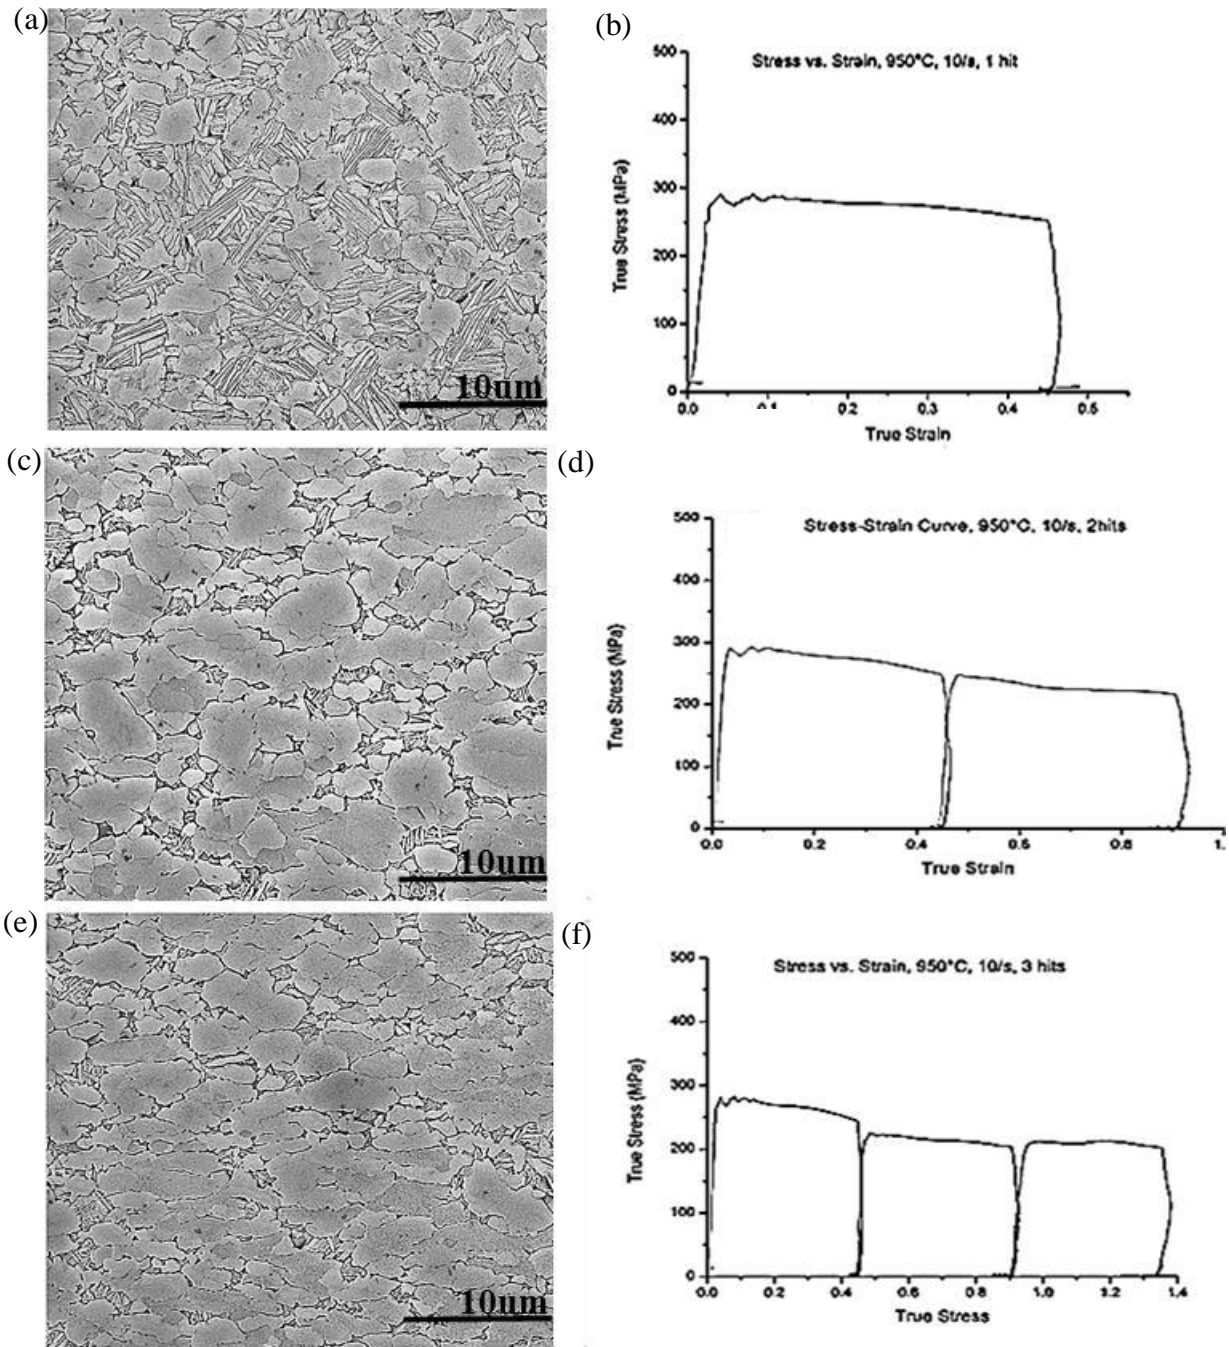 (a)
10um
(b)
Stress vs. Strain, 950°C, 10/s, 1 hit
True Stress (MPa)
500
400
300
200
100
0
0.0 0.2 0.3 0.4 0.5
True Strain
(c)
10um
(d)
Stress-Strain Curve, 950°C, 10/s, 2hits
True Stress (MPa)
500
400
300
200
100
0
0.0 0.2 0.4 0.6 0.8 1.
True Strain
(e)
10um
(f)
Stress vs. Strain, 950°C, 10/s, 3 hits
True Stress (MPa)
500
400
300
200
100
0
0.0 0.2 0.4 0.6 0.8 1.0 1.2 1.4
True Stress